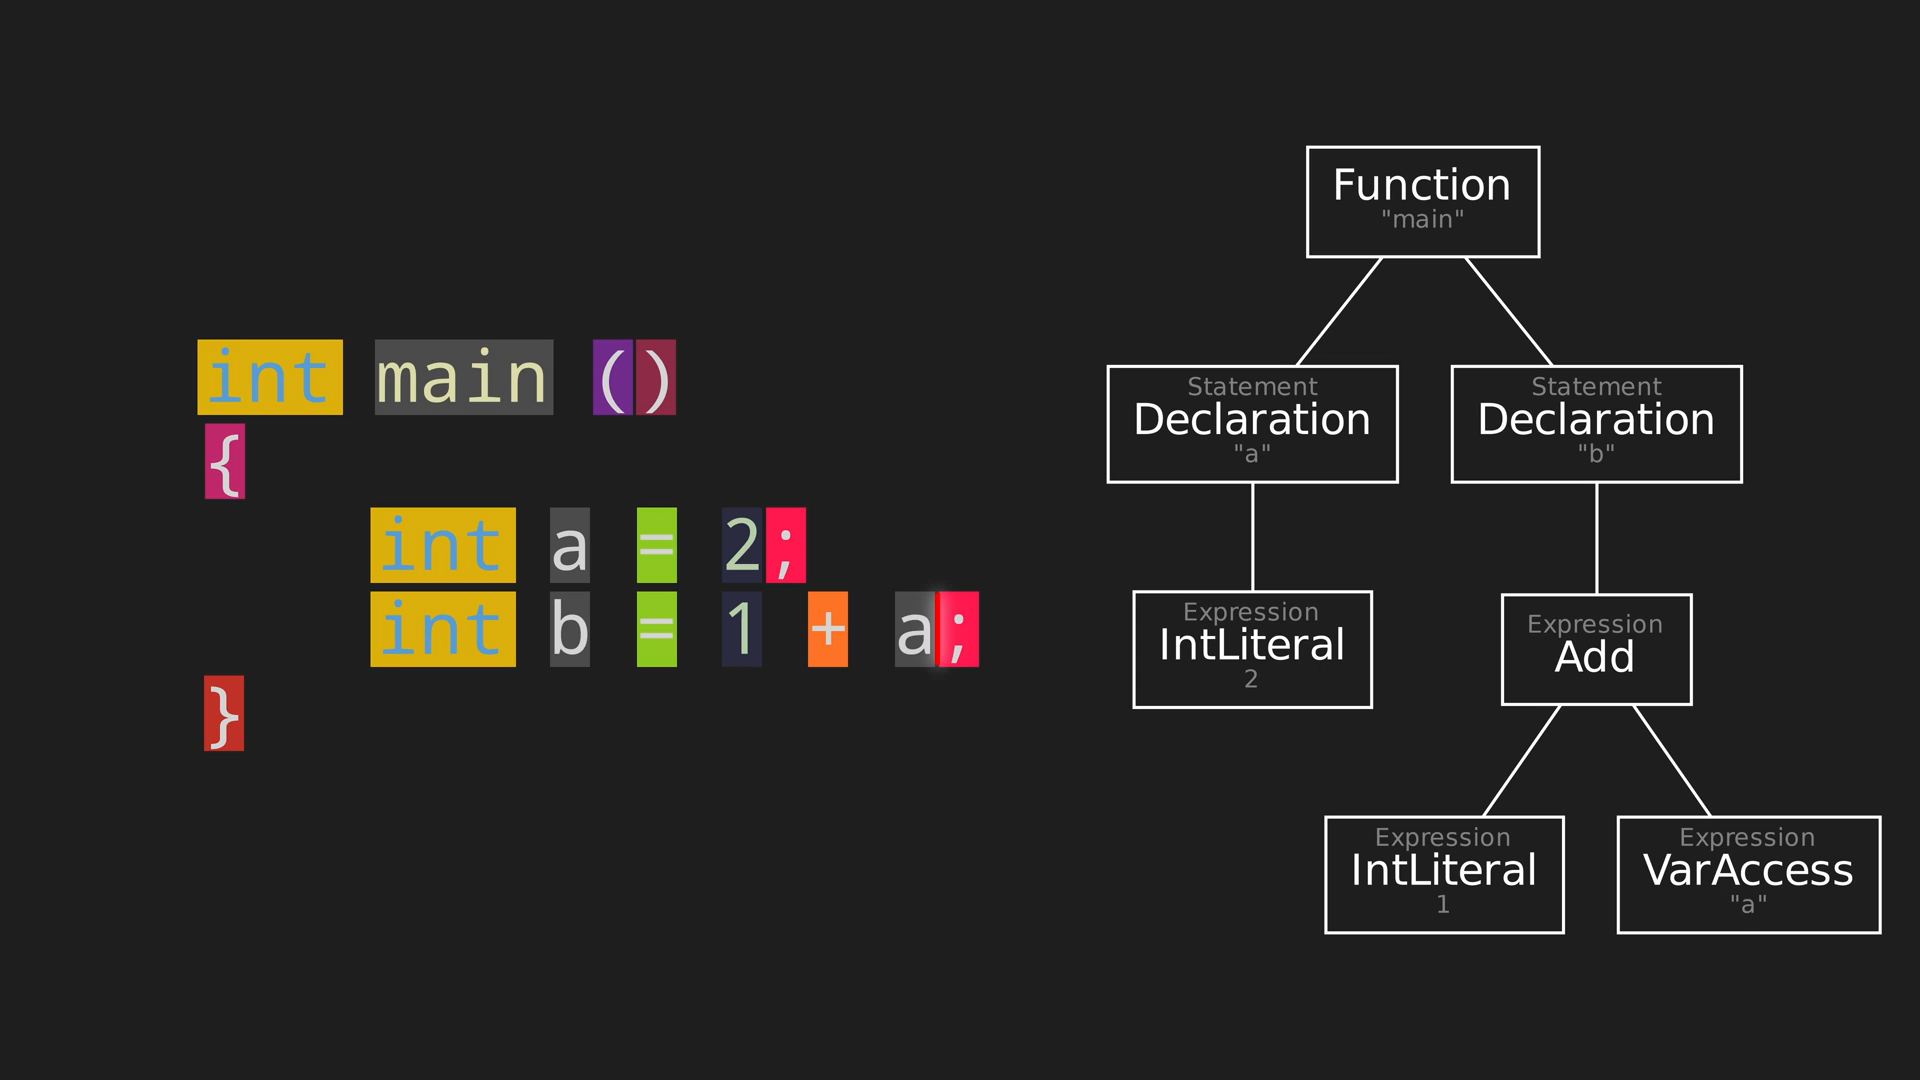 int main ()
{
int a = 2;
int b = 1 + a;
}
Function
"main"
Statement
Declaration
"a"
Statement
Declaration
"b"
Expression
IntLiteral
2
Expression
Add
Expression
IntLiteral
1
Expression
VarAccess
"a"